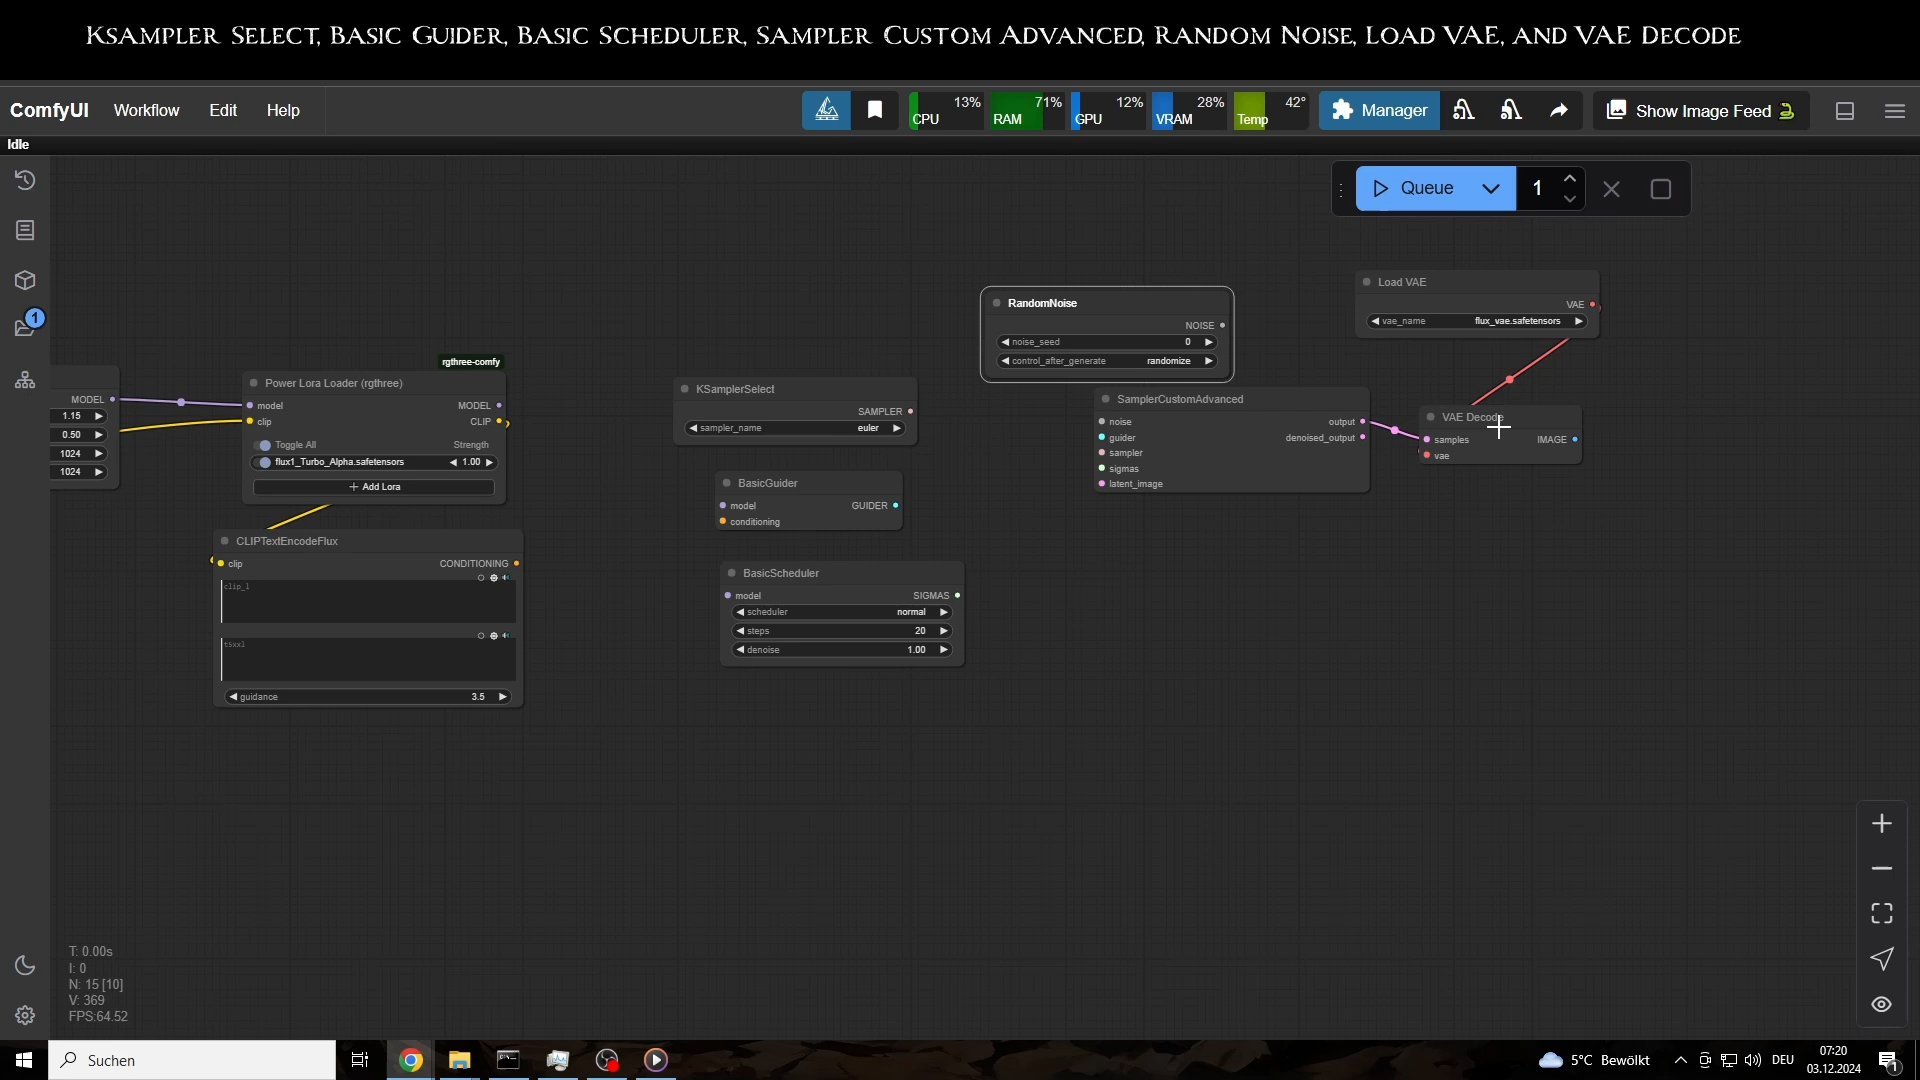 Ksampler Select, Basic Guider, Basic Scheduler, Sampler Custom Advanced, Random Noise, Load VAE, and VAE Decode
ComfyUI Workflow Edit Help
CPU 13% RAM 71% GPU 12% VRAM 28% Temp 42°
Manager
Show Image Feed
Idle
Queue 1
1
MODEL
1.15
0.50
1024
1024
rgthree-comfy
Power Lora Loader (rgthree)
model MODEL
clip CLIP
Toggle All Strength
flux1_Turbo_Alpha.safetensors 1.00
+ Add Lora
CLIPTextEncodeFlux
clip CONDITIONING
clip_l
t5xxl
guidance 3.5
KSamplerSelect
SAMPLER
sampler_name euler
BasicGuider
model GUIDER
conditioning
BasicScheduler
model SIGMAS
scheduler normal
steps 20
denoise 1.00
RandomNoise
NOISE
noise_seed 0
control_after_generate randomize
SamplerCustomAdvanced
noise output
guider denoised_output
sampler
sigmas
latent_image
Load VAE
VAE
vae_name flux_vae.safetensors
VAE Decode
samples IMAGE
vae
T: 0.00s
I: 0
N: 15 [10]
V: 369
FPS:64.52
Suchen
5°C Bewölkt
DEU
07:20
03.12.2024
1